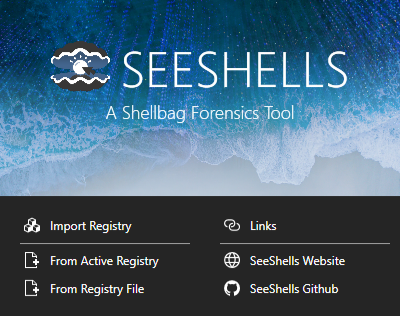 SEESHELLS
A Shellbag Forensics Tool
Import Registry
From Active Registry
From Registry File
Links
SeeShells Website
SeeShells Github